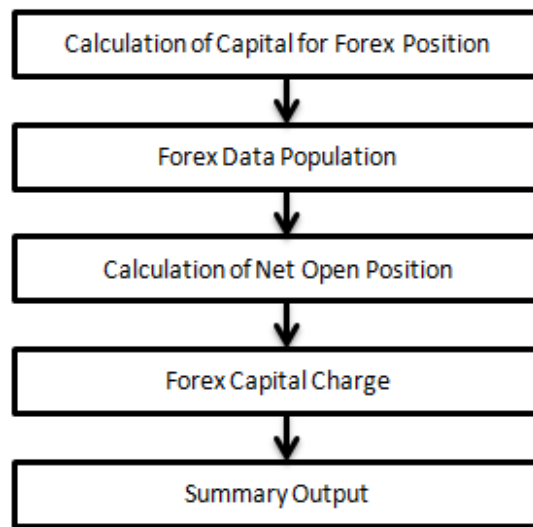 Calculation of Capital for Forex Position
Forex Data Population
Calculation of Net Open Position
Forex Capital Charge
Summary Output